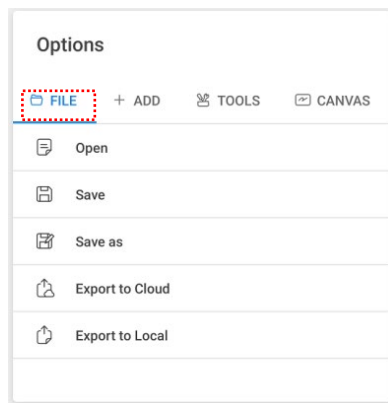 Options
FILE ADD TOOLS CANVAS
Open
Save
Save as
Export to Cloud
Export to Local